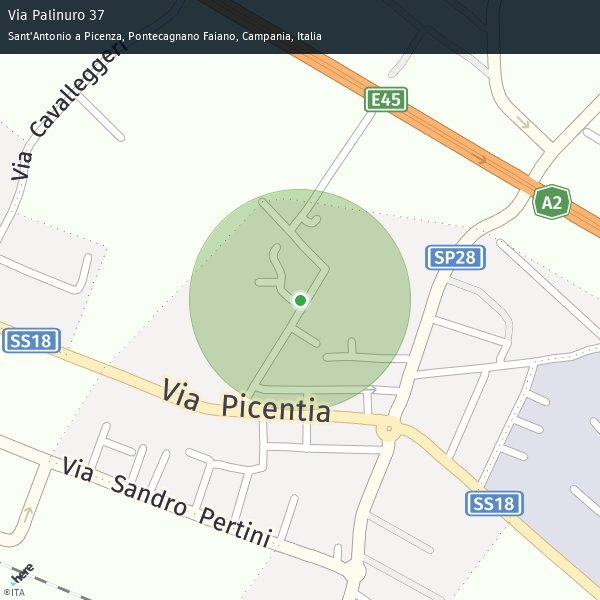 Via Palinuro 37
Sant'Antonio a Picenza, Pontecagnano Faiano, Campania, Italia
Via Cavalleggeri
E45
A2
SP28
SS18
Via Picentia
SS18
Via Sandro Pertini
here
©ITA